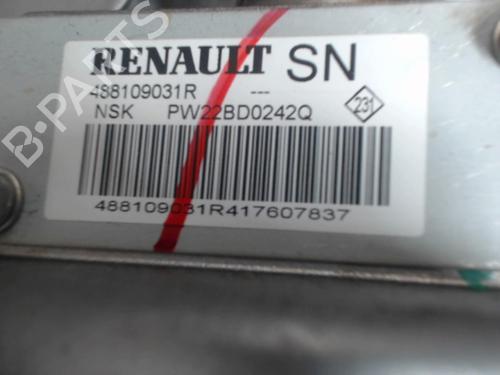 RENAULT SN
488109031R ---
NSK PW22BD0242Q
231
488109031R417607837
B-PARTS